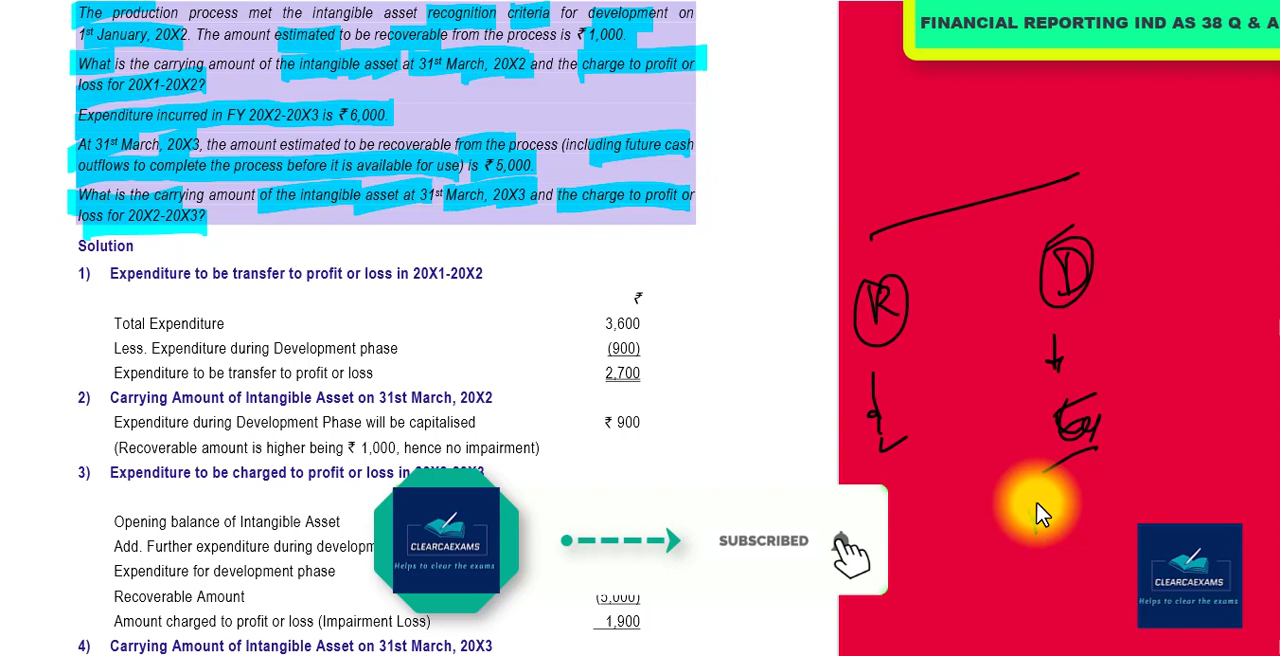 The production process met the intangible asset recognition criteria for development on
1st January, 20X2. The amount estimated to be recoverable from the process is ₹ 1,000.
What is the carrying amount of the intangible asset at 31st March, 20X2 and the charge to profit or
loss for 20X1-20X2?
Expenditure incurred in FY 20X2-20X3 is ₹ 6,000.
At 31st March, 20X3, the amount estimated to be recoverable from the process (including future cash
outflows to complete the process before it is available for use) is ₹ 5,000.
What is the carrying amount of the intangible asset at 31st March, 20X3 and the charge to profit or
loss for 20X2-20X3?
Solution
1) Expenditure to be transfer to profit or loss in 20X1-20X2
₹
Total Expenditure 3,600
Less. Expenditure during Development phase (900)
Expenditure to be transfer to profit or loss 2,700
2) Carrying Amount of Intangible Asset on 31st March, 20X2
Expenditure during Development Phase will be capitalised ₹ 900
(Recoverable amount is higher being ₹ 1,000, hence no impairment)
3) Expenditure to be charged to profit or loss in 20X2-20X3
Opening balance of Intangible Asset
Add. Further expenditure during developm
Expenditure for development phase
Recoverable Amount (5,000)
Amount charged to profit or loss (Impairment Loss) 1,900
4) Carrying Amount of Intangible Asset on 31st March, 20X3
FINANCIAL REPORTING IND AS 38 Q & A
R
D
CLEARCAEXAMS
Helps to clear the exams
SUBSCRIBED
CLEARCAEXAMS
Helps to clear the exams